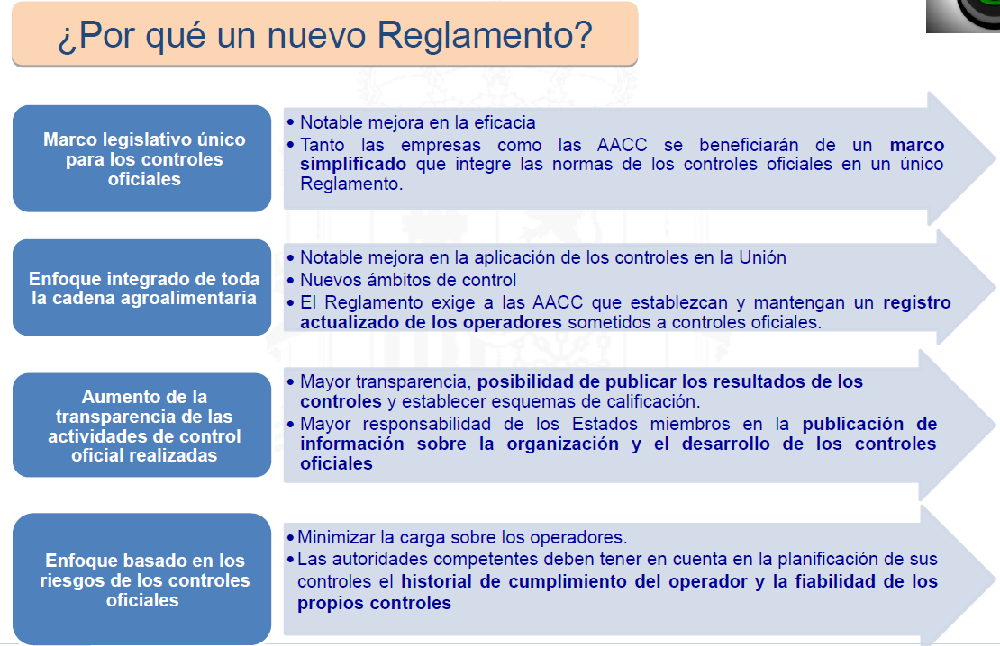 ¿Por qué un nuevo Reglamento?
Marco legislativo único
para los controles
oficiales
• Notable mejora en la eficacia
• Tanto las empresas como las AACC se beneficiarán de un marco
simplificado que integre las normas de los controles oficiales en un único
Reglamento.
Enfoque integrado de toda
la cadena agroalimentaria
• Notable mejora en la aplicación de los controles en la Unión
• Nuevos ámbitos de control
• El Reglamento exige a las AACC que establezcan y mantengan un registro
actualizado de los operadores sometidos a controles oficiales.
Aumento de la
transparencia de las
actividades de control
oficial realizadas
• Mayor transparencia, posibilidad de publicar los resultados de los
controles y establecer esquemas de calificación.
• Mayor responsabilidad de los Estados miembros en la publicación de
información sobre la organización y el desarrollo de los controles
oficiales
Enfoque basado en los
riesgos de los controles
oficiales
• Minimizar la carga sobre los operadores.
• Las autoridades competentes deben tener en cuenta en la planificación de sus
controles el historial de cumplimiento del operador y la fiabilidad de los
propios controles